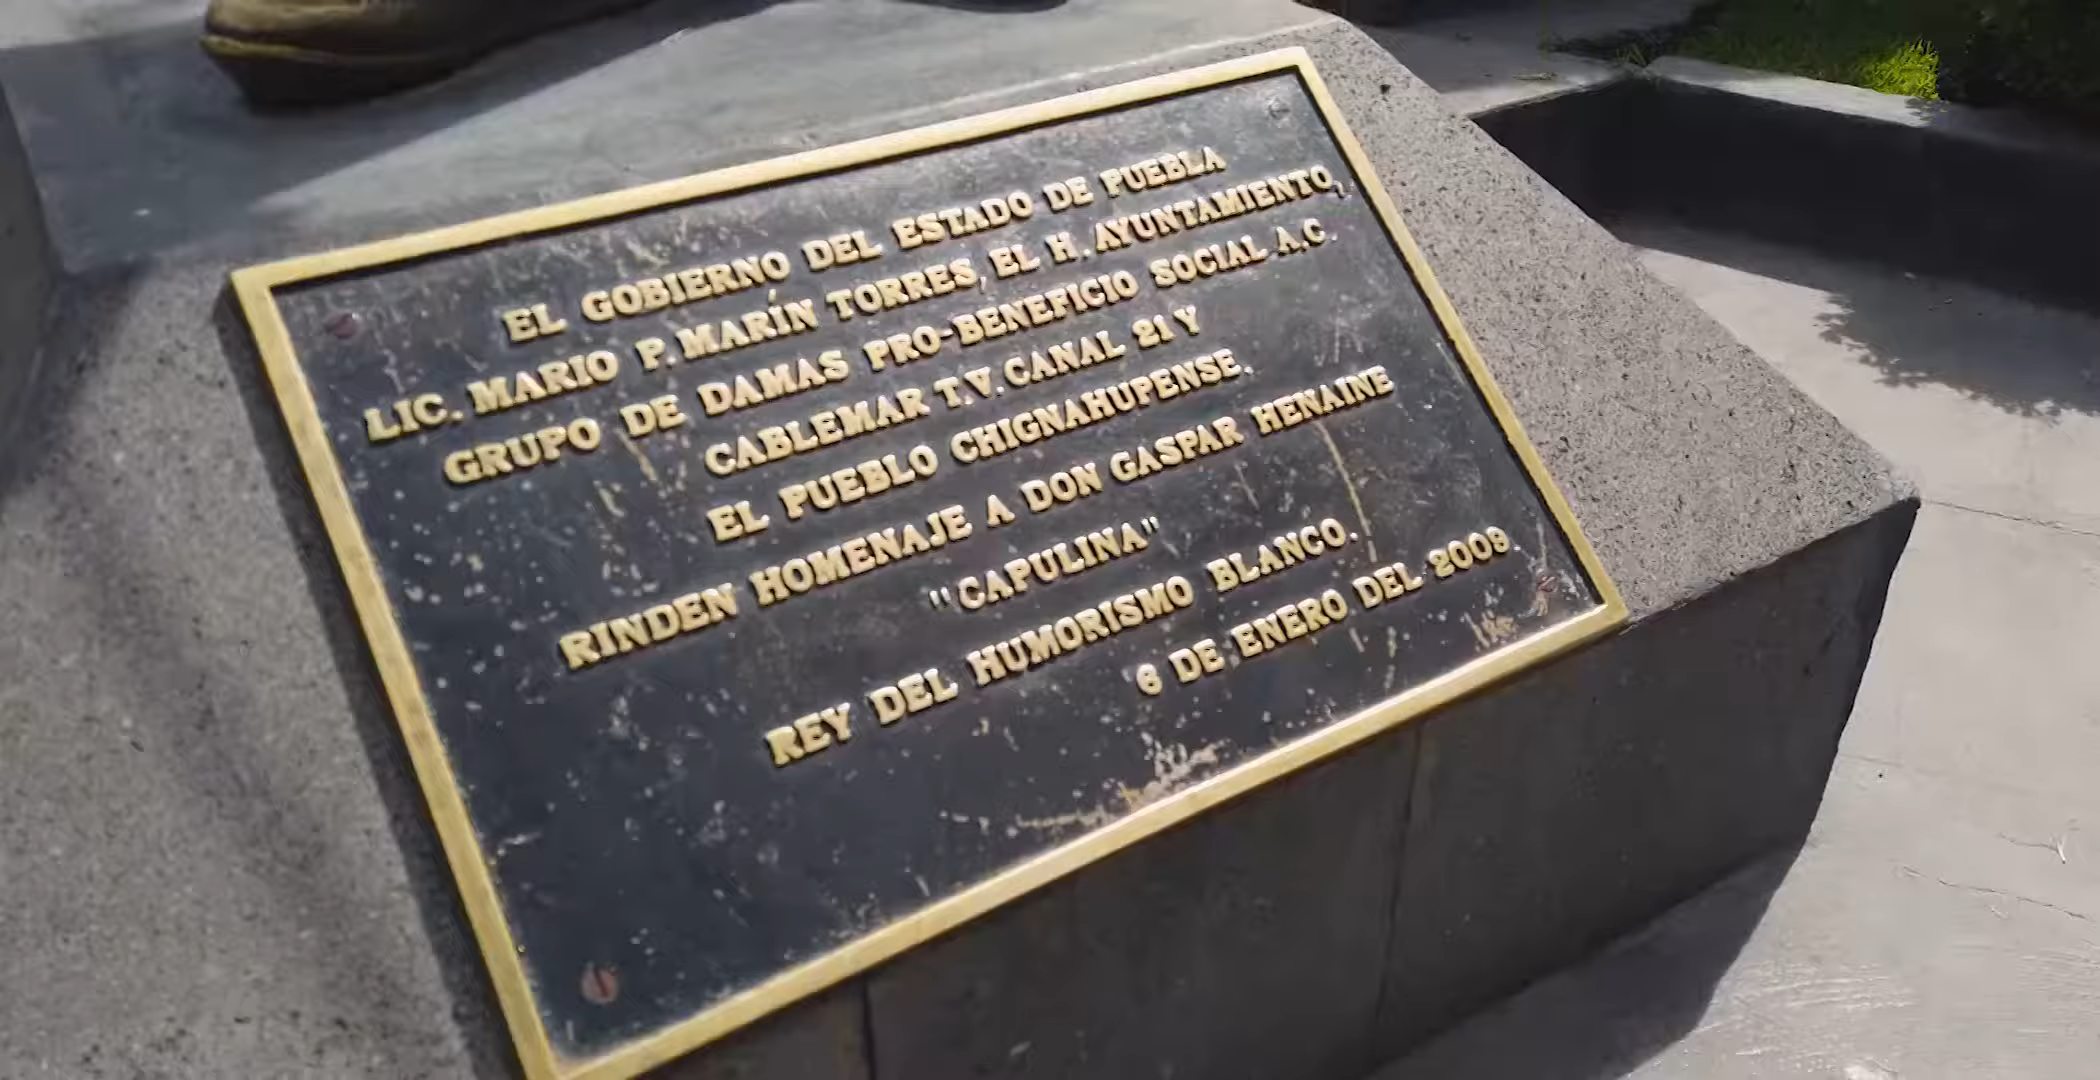 EL GOBIERNO DEL ESTADO DE PUEBLA
LIC. MARIO P. MARÍN TORRES, EL H. AYUNTAMIENTO,
GRUPO DE DAMAS PRO-BENEFICIO SOCIAL A.C.
CABLEMAR T.V. CANAL 21 Y
EL PUEBLO CHIGNAHUPENSE.
RINDEN HOMENAJE A DON GASPAR HENAINE
"CAPULINA"
REY DEL HUMORISMO BLANCO.
6 DE ENERO DEL 2009